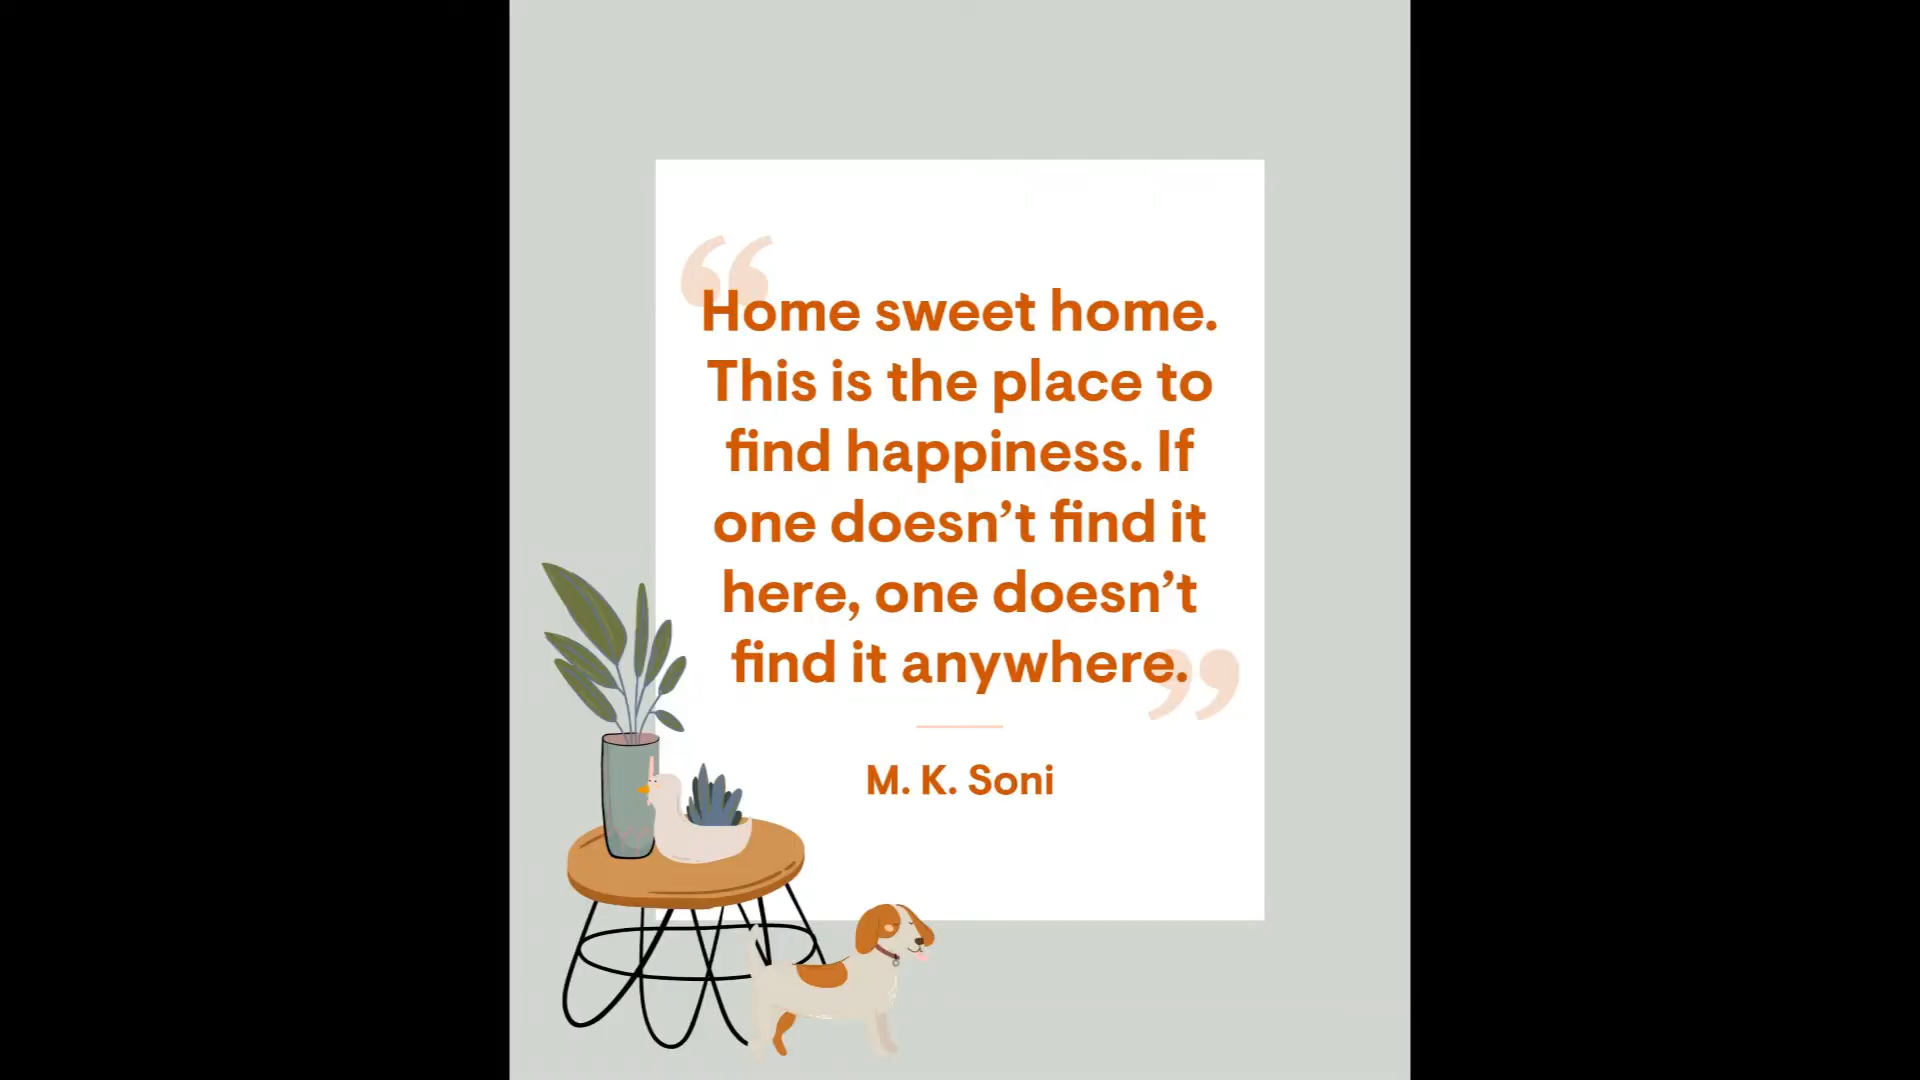 “
Home sweet home.
This is the place to
find happiness. If
one doesn’t find it
here, one doesn’t
find it anywhere.
”
M. K. Soni